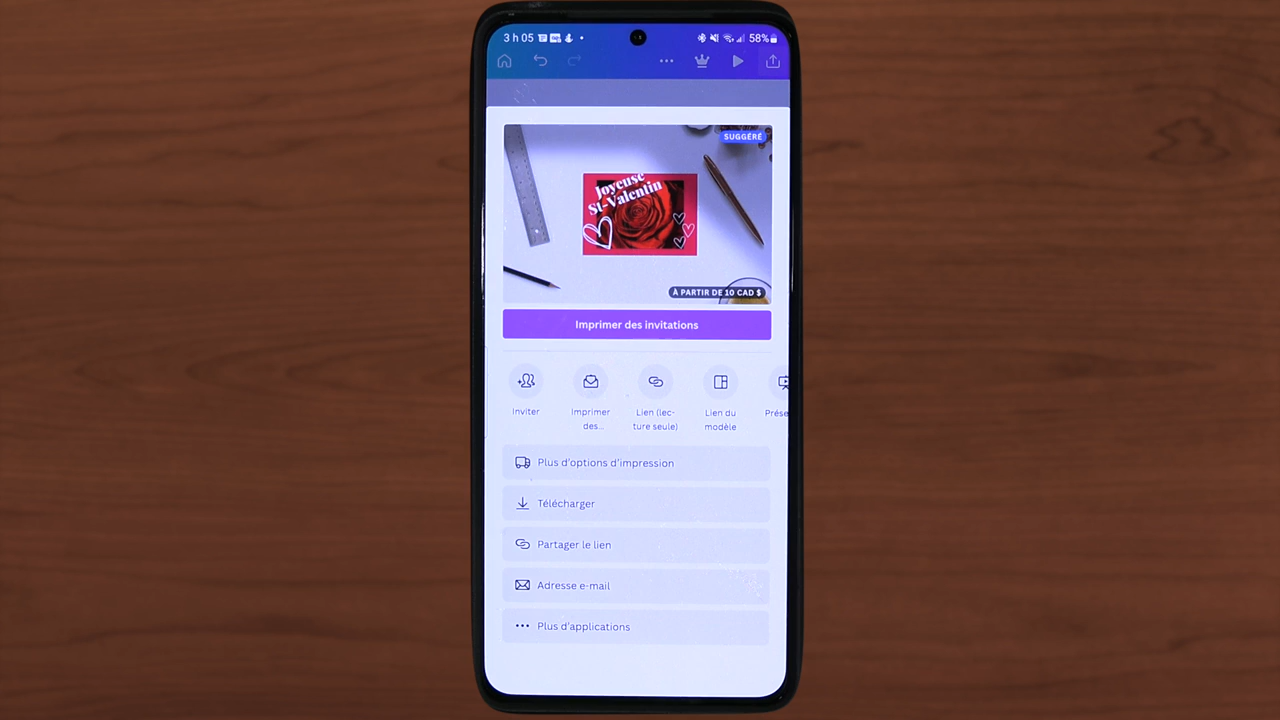 3 h 05
58%
SUGGÉRÉ
Joyeuse
St-Valentin
À PARTIR DE 10 CAD $
Imprimer des invitations
Inviter
Imprimer
des...
Lien (lec-
ture seule)
Lien du
modèle
Prése
Plus d'options d'impression
Télécharger
Partager le lien
Adresse e-mail
Plus d'applications